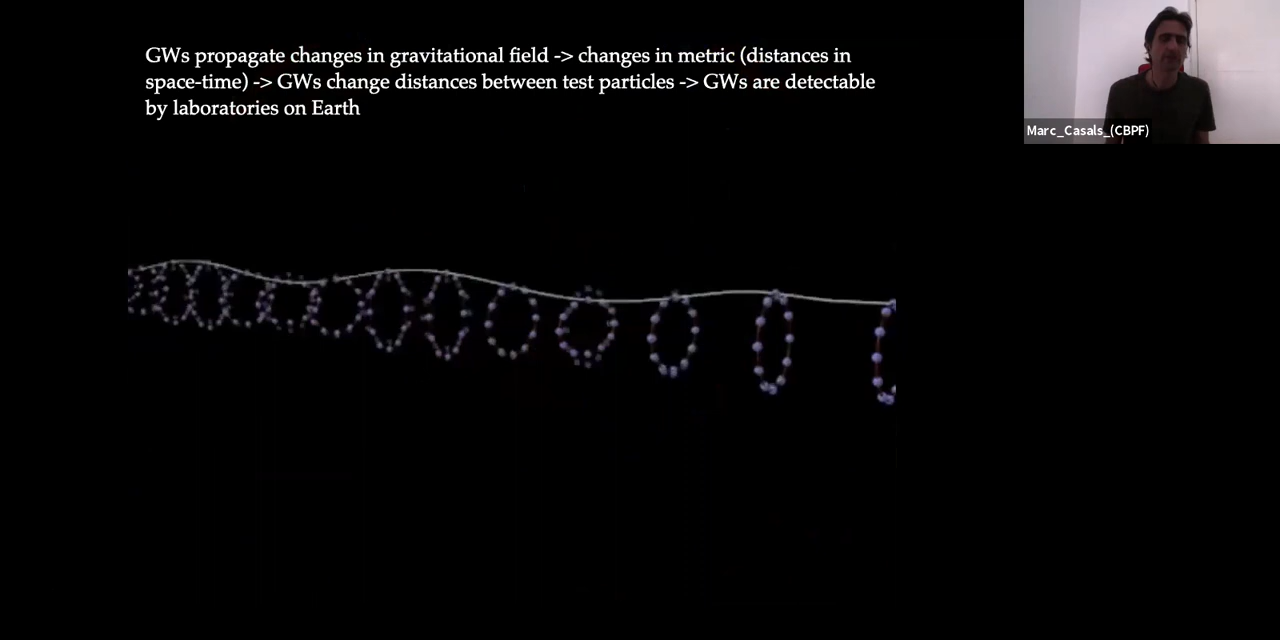 GWs propagate changes in gravitational field -> changes in metric (distances in
space-time) -> GWs change distances between test particles -> GWs are detectable
by laboratories on Earth
Marc_Casals_(CBPF)